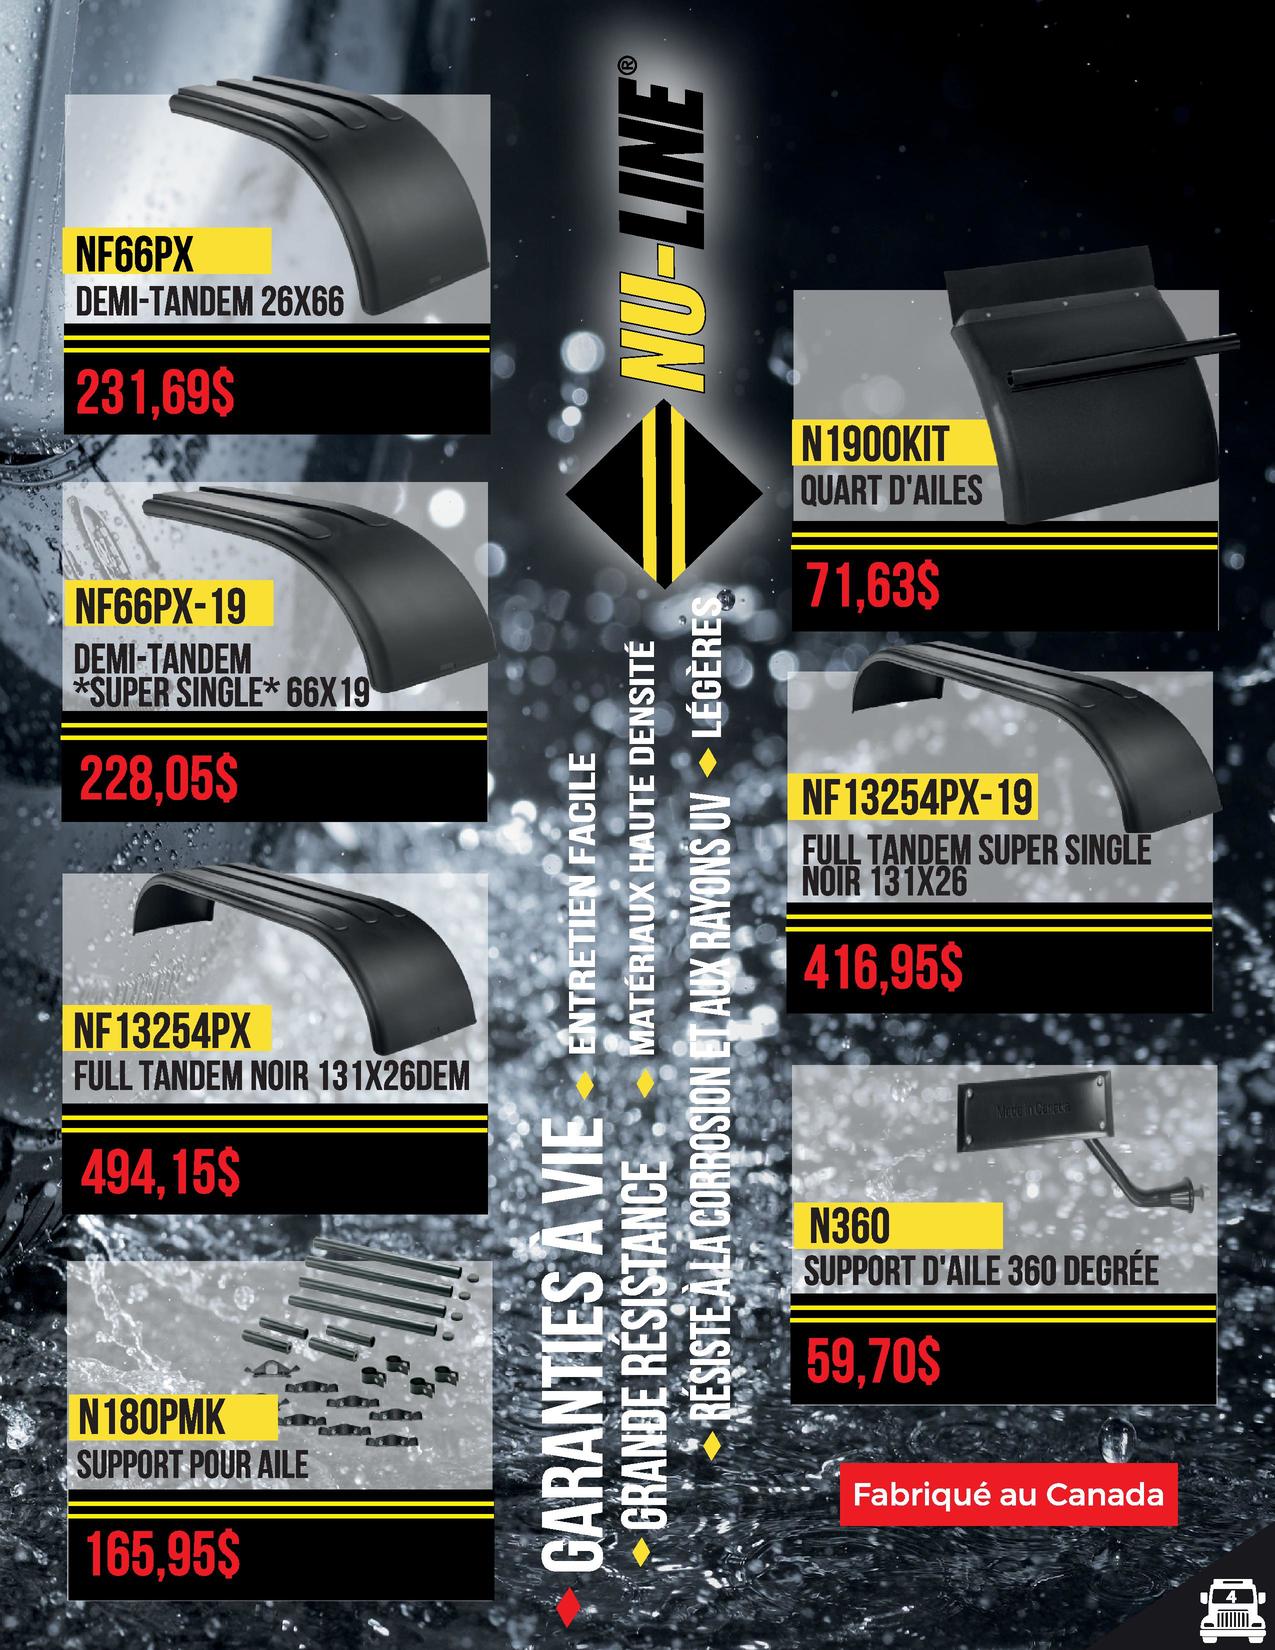 NF66PX
DEMI-TANDEM 26X66
231,69$
NF66PX-19
DEMI-TANDEM
*SUPER SINGLE* 66X19
228,05$
NF13254PX
FULL TANDEM NOIR 131X26DEM
494,15$
N180PMK
SUPPORT POUR AILE
165,95$
NU-LINE®
GARANTIES À VIE
ENTRETIEN FACILE
GRANDE RÉSISTANCE
MATÉRIAUX HAUTE DENSITÉ
RÉSISTE À LA CORROSION ET AUX RAYONS UV
LÉGÈRES
N1900KIT
QUART D'AILES
71,63$
NF13254PX-19
FULL TANDEM SUPER SINGLE
NOIR 131X26
416,95$
Made in Canada
N360
SUPPORT D'AILE 360 DEGRÉE
59,70$
Fabriqué au Canada
4